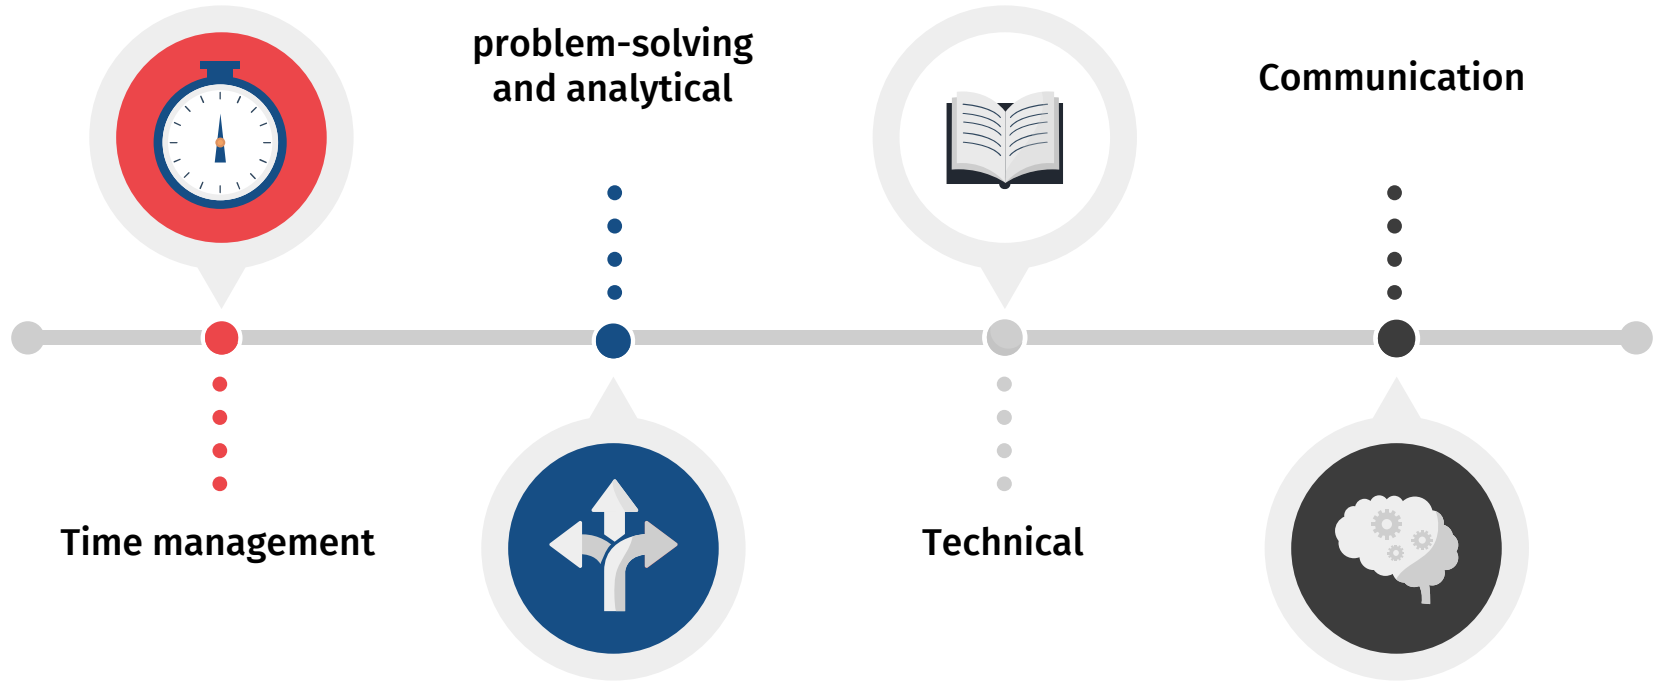 Time management
problem-solving
and analytical
Technical
Communication